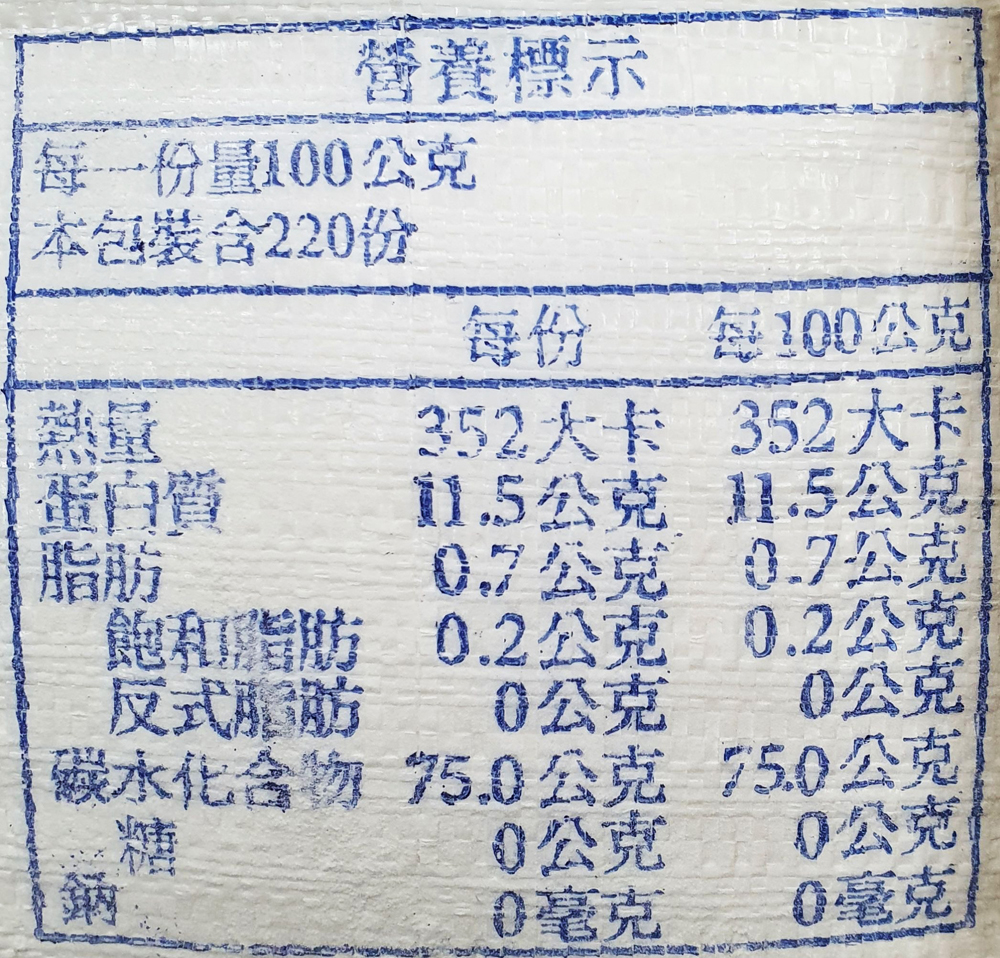 營養標示
每一份量100公克
本包裝含220份
每份 每100公克
熱量 352大卡 352大卡
蛋白質 11.5公克 11.5公克
脂肪 0.7公克 0.7公克
飽和脂肪 0.2公克 0.2公克
反式脂肪 0公克 0公克
碳水化合物 75.0公克 75.0公克
糖 0公克 0公克
鈉 0毫克 0毫克